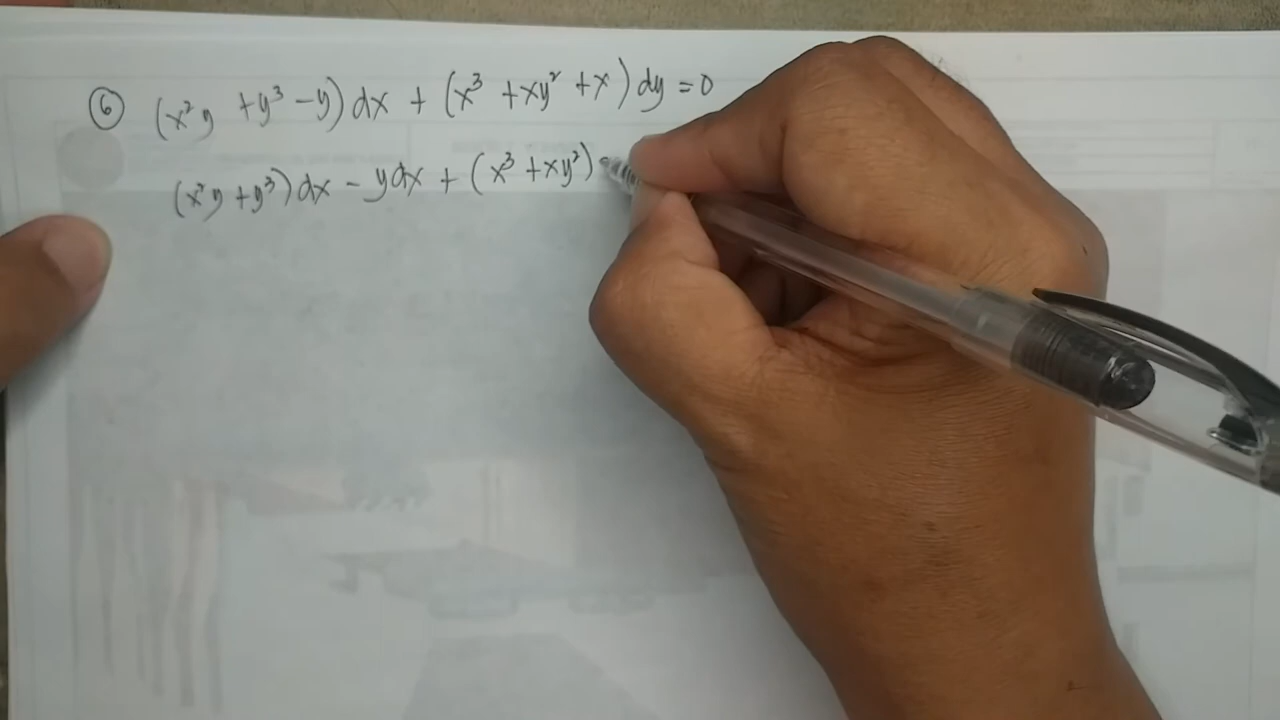 ⑥ (x²y + y³ - y) dx + (x³ + xy² + x) dy = 0
(x²y + y³) dx - y dx + (x³ + xy²)